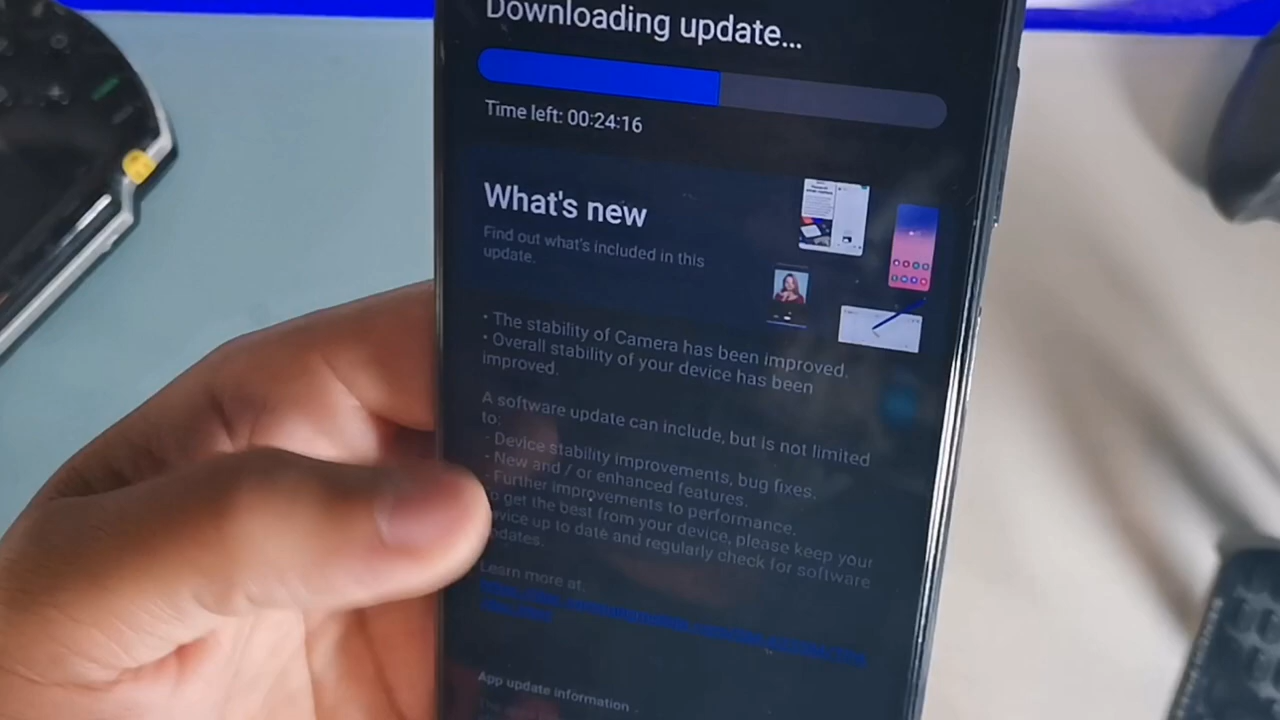 Downloading update...
Time left: 00:24:16
What's new
Find out what's included in this
update.
• The stability of Camera has been improved.
• Overall stability of your device has been
improved.
A software update can include, but is not limited
to:
- Device stability improvements, bug fixes.
- New and / or enhanced features.
- Further improvements to performance.
get the best from your device, please keep your
up to date and regularly check for software
Learn more at
App update information